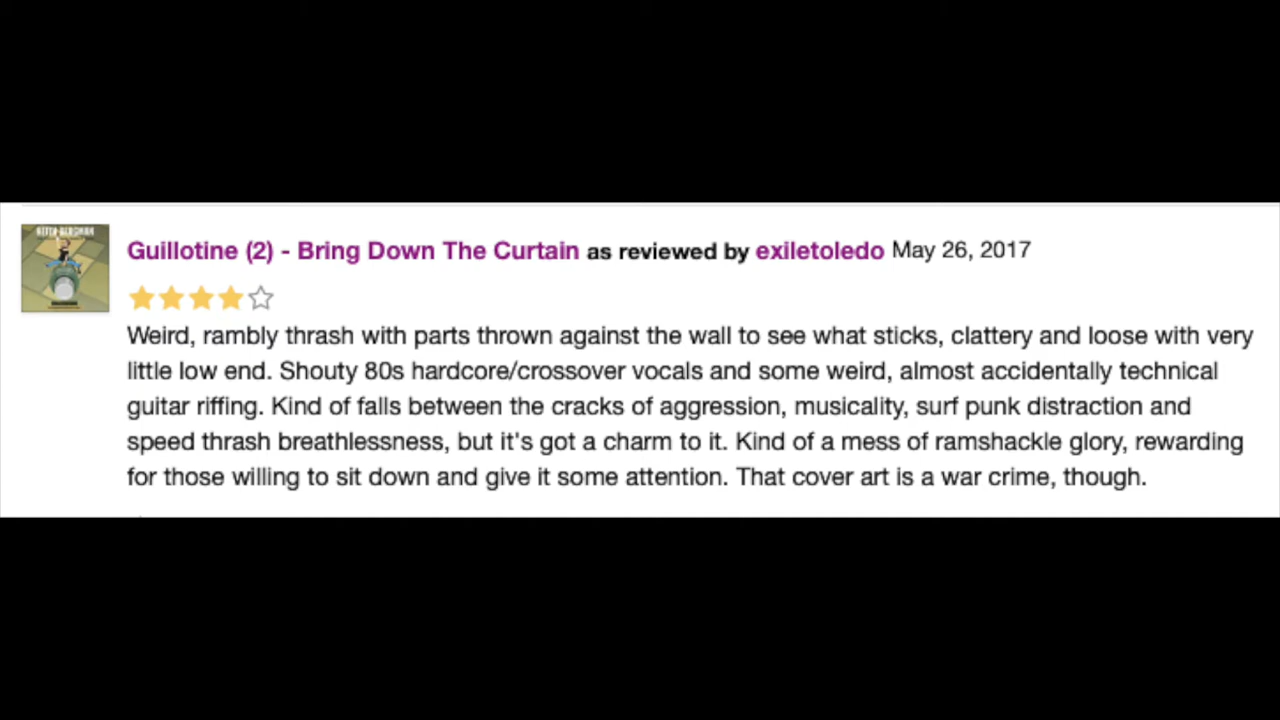 Guillotine (2) - Bring Down The Curtain as reviewed by exiletoledo May 26, 2017
Weird, rambly thrash with parts thrown against the wall to see what sticks, clattery and loose with very
little low end. Shouty 80s hardcore/crossover vocals and some weird, almost accidentally technical
guitar riffing. Kind of falls between the cracks of aggression, musicality, surf punk distraction and
speed thrash breathlessness, but it's got a charm to it. Kind of a mess of ramshackle glory, rewarding
for those willing to sit down and give it some attention. That cover art is a war crime, though.